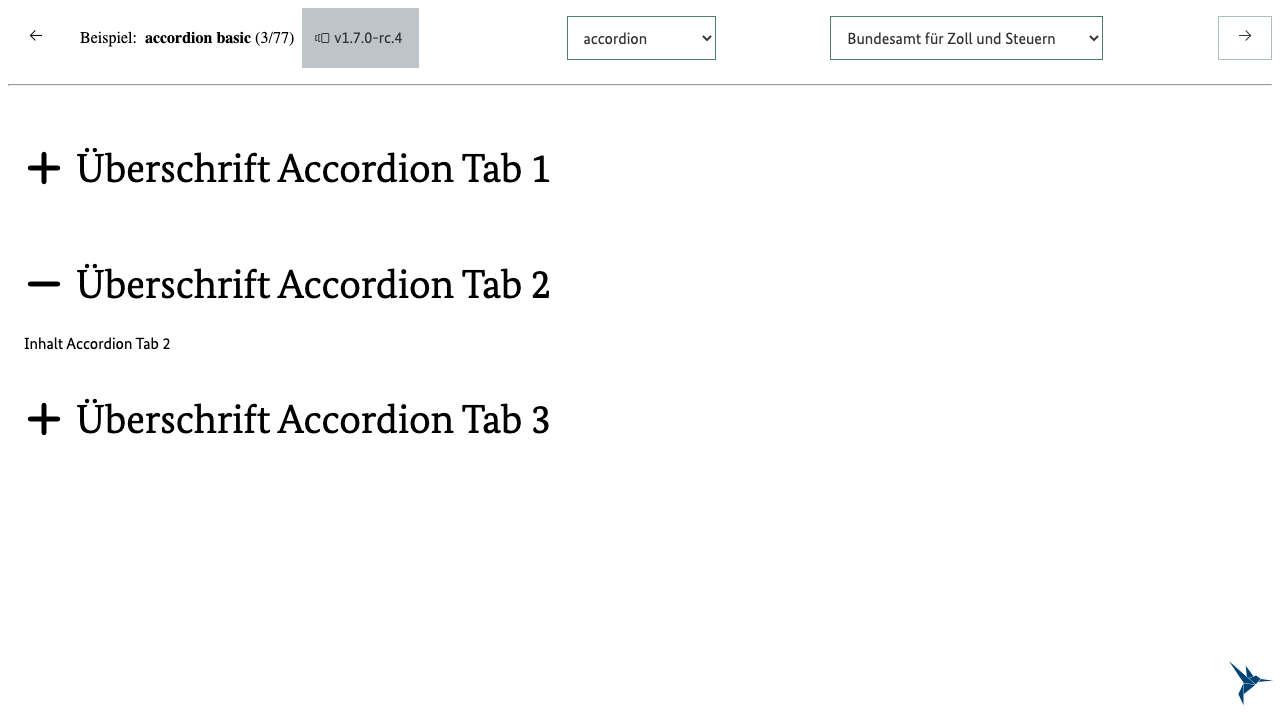 Beispiel: accordion basic (3/77) v1.7.0-rc.4 accordion Bundesamt für Zoll und Steuern
Überschrift Accordion Tab 1
Überschrift Accordion Tab 2
Inhalt Accordion Tab 2
Überschrift Accordion Tab 3